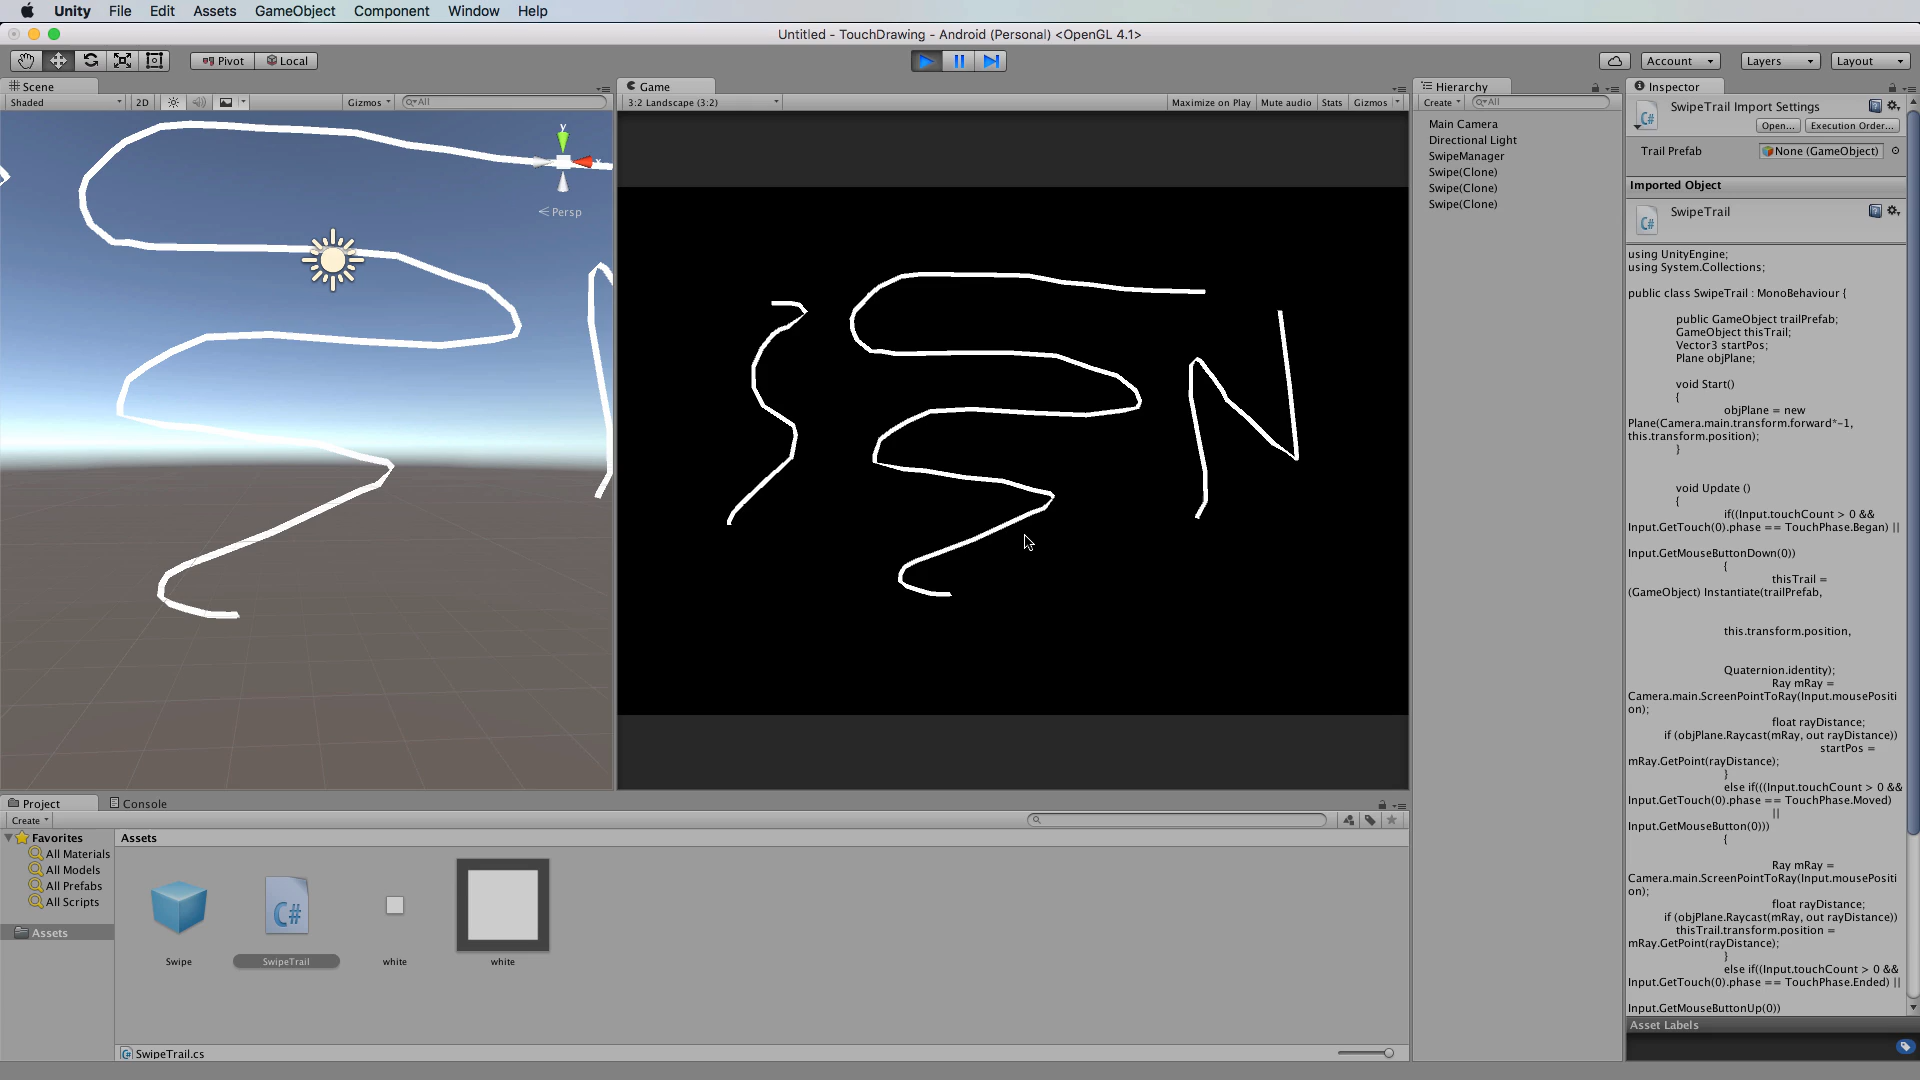 Unity File Edit Assets GameObject Component Window Help
Untitled - TouchDrawing - Android (Personal) <OpenGL 4.1>
Pivot Local Account Layers Layout
Scene
Shaded 2D Gizmos All
y
x
Persp
Game
3:2 Landscape (3:2) Maximize on Play Mute audio Stats Gizmos
Hierarchy
Create All
Main Camera
Directional Light
SwipeManager
Swipe(Clone)
Swipe(Clone)
Swipe(Clone)
Inspector
SwipeTrail Import Settings
Open... Execution Order...
Trail Prefab None (GameObject)
Imported Object
C#
SwipeTrail
using UnityEngine;
using System.Collections;
public class SwipeTrail : MonoBehaviour {
public GameObject trailPrefab;
GameObject thisTrail;
Vector3 startPos;
Plane objPlane;
void Start()
{
objPlane = new
Plane(Camera.main.transform.forward*-1,
this.transform.position);
}
void Update ()
{
if((Input.touchCount > 0 &&
Input.GetTouch(0).phase == TouchPhase.Began) ||
Input.GetMouseButtonDown(0))
{
thisTrail =
(GameObject) Instantiate(trailPrefab,
this.transform.position,
Quaternion.identity);
Ray mRay =
Camera.main.ScreenPointToRay(Input.mousePositi
on);
float rayDistance;
if (objPlane.Raycast(mRay, out rayDistance))
startPos =
mRay.GetPoint(rayDistance);
}
else if(((Input.touchCount > 0 &&
Input.GetTouch(0).phase == TouchPhase.Moved)
||
Input.GetMouseButton(0)))
{
Ray mRay =
Camera.main.ScreenPointToRay(Input.mousePositi
on);
float rayDistance;
if (objPlane.Raycast(mRay, out rayDistance))
thisTrail.transform.position =
mRay.GetPoint(rayDistance);
}
else if((Input.touchCount > 0 &&
Input.GetTouch(0).phase == TouchPhase.Ended) ||
Input.GetMouseButtonUp(0))
Asset Labels
Project Console
Create
Favorites
All Materials
All Models
All Prefabs
All Scripts
Assets
Assets
C#
Swipe SwipeTrail white white
SwipeTrail.cs